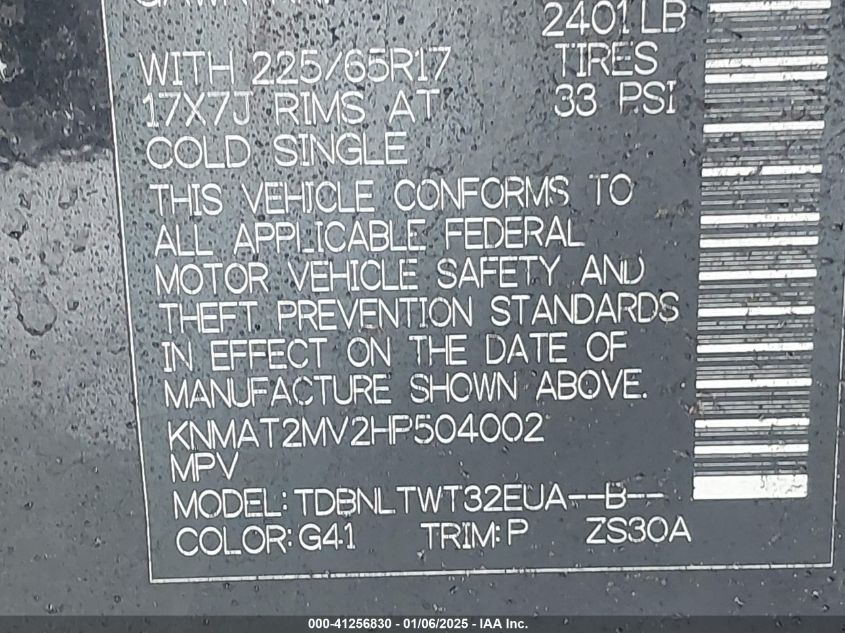 2401 LB
WITH 225/65R17 TIRES
17X7J RIMS AT 33 PSI
COLD SINGLE
THIS VEHICLE CONFORMS TO
ALL APPLICABLE FEDERAL
MOTOR VEHICLE SAFETY AND
THEFT PREVENTION STANDARDS
IN EFFECT ON THE DATE OF
MANUFACTURE SHOWN ABOVE.
KNMAT2MV2HP504002
MPV
MODEL: TDBNLTWT32EUA--B--
COLOR: G41 TRIM: P ZS30A
000-41256830 - 01/06/2025 - IAA Inc.